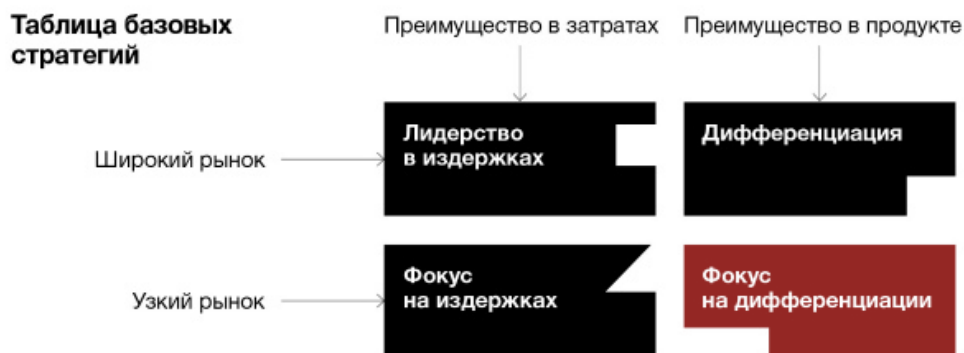 Таблица базовых
стратегий
Преимущество в затратах
Преимущество в продукте
Широкий рынок
Лидерство
в издержках
Дифференциация
Узкий рынок
Фокус
на издержках
Фокус
на дифференциации